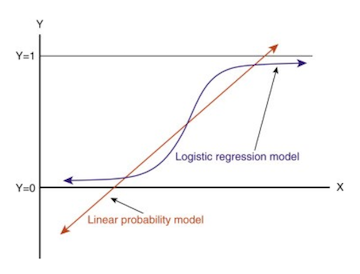 Y
Y=1
Logistic regression model
Y=0
X
Linear probability model